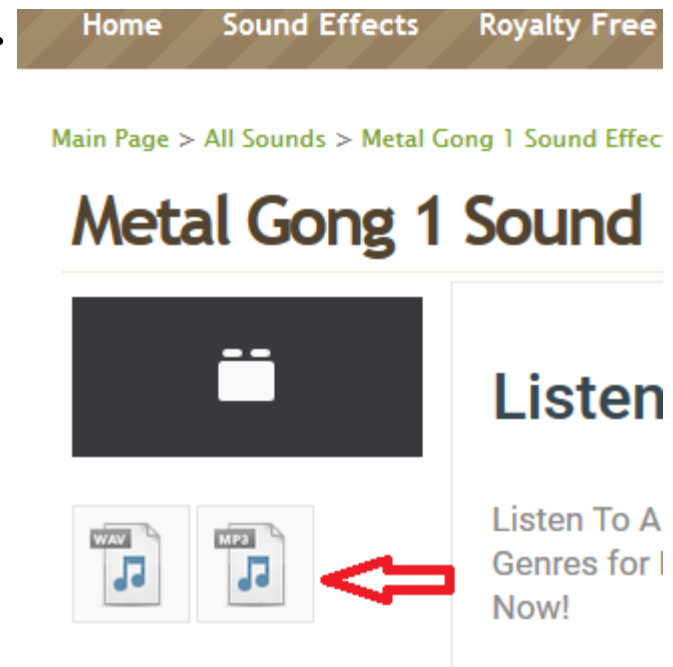 Home Sound Effects Royalty Free
Main Page > All Sounds > Metal Gong 1 Sound Effec
Metal Gong 1 Sound
Listen
WAV MP3
Listen To A
Genres for
Now!